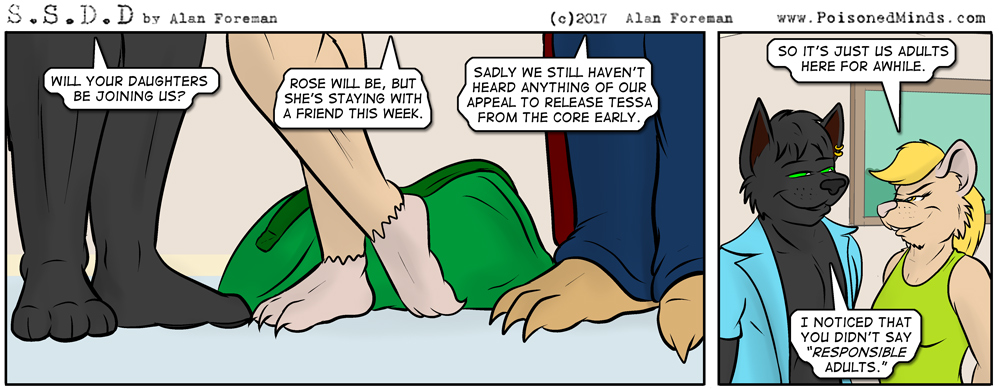 S.S.D.D by Alan Foreman (c)2017 Alan Foreman www.PoisonedMinds.com
WILL YOUR DAUGHTERS
BE JOINING US?
ROSE WILL BE, BUT
SHE'S STAYING WITH
A FRIEND THIS WEEK.
SADLY WE STILL HAVEN'T
HEARD ANYTHING OF OUR
APPEAL TO RELEASE TESSA
FROM THE CORE EARLY.
SO IT'S JUST US ADULTS
HERE FOR AWHILE.
I NOTICED THAT
YOU DIDN'T SAY
"RESPONSIBLE
ADULTS."